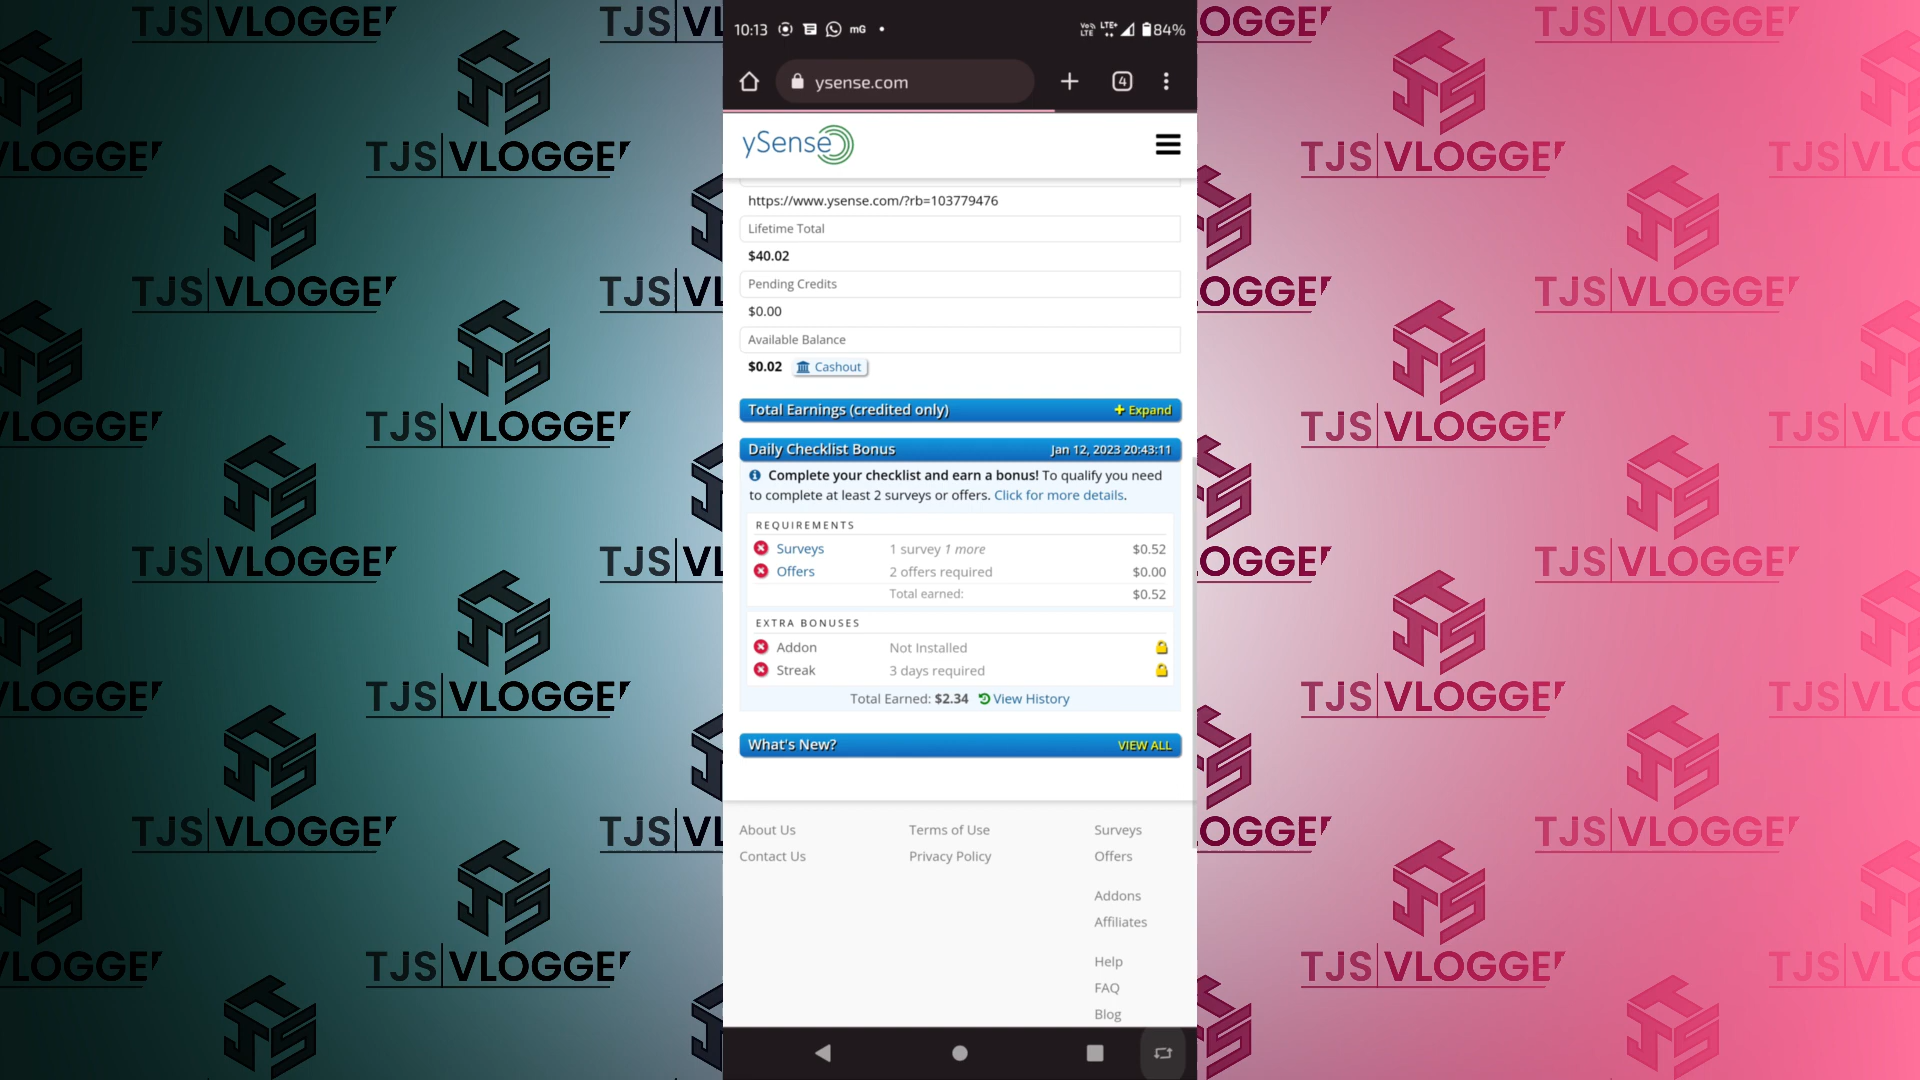 10:13 mG VoLTE LTE+ 84%
ysense.com 4
ySense
https://www.ysense.com/?rb=103779476
Lifetime Total
$40.02
Pending Credits
$0.00
Available Balance
$0.02 Cashout
Total Earnings (credited only) + Expand
Daily Checklist Bonus Jan 12, 2023 20:43:11
Complete your checklist and earn a bonus! To qualify you need
to complete at least 2 surveys or offers. Click for more details.
REQUIREMENTS
Surveys 1 survey 1 more $0.52
Offers 2 offers required $0.00
Total earned: $0.52
EXTRA BONUSES
Addon Not Installed
Streak 3 days required
Total Earned: $2.34 View History
What's New? VIEW ALL
About Us Terms of Use Surveys
Contact Us Privacy Policy Offers
Addons
Affiliates
Help
FAQ
Blog
TJS|VLOGGER